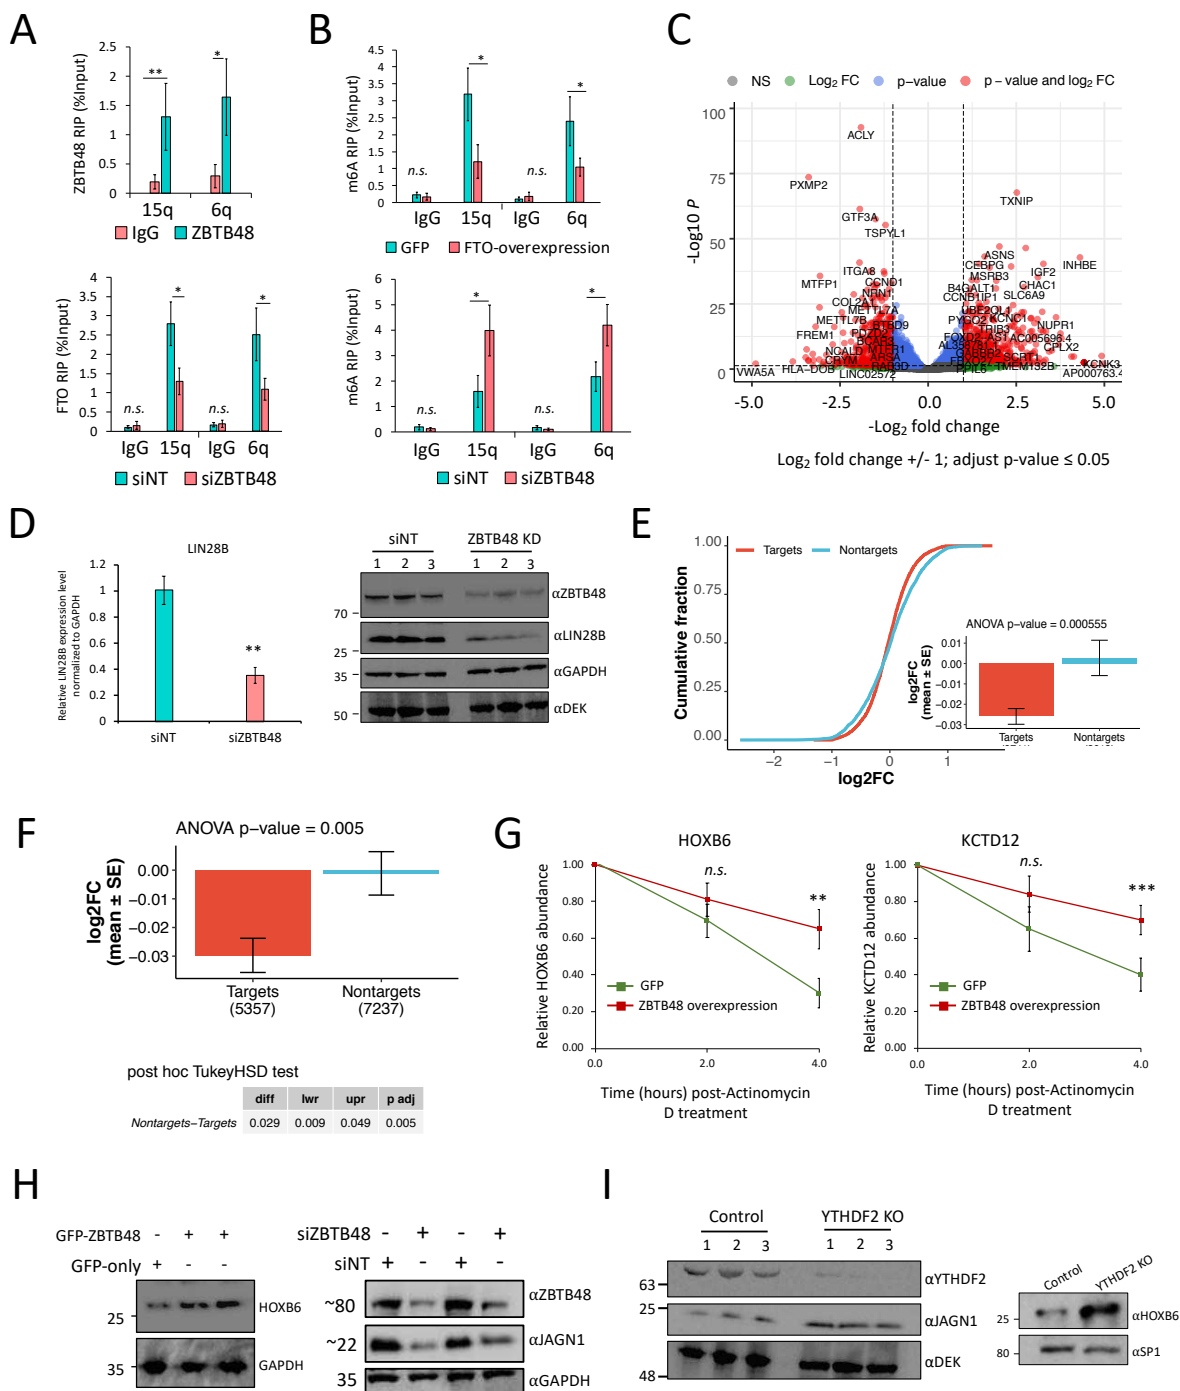 A
ZBTB48 RIP (%Input)
2.5
2
1.5
1
0.5
0
**
*
15q
6q
IgG
ZBTB48
FTO RIP (%Input)
4
3.5
3
2.5
2
1.5
1
0.5
0
n.s.
*
n.s.
*
IgG
15q
IgG
6q
siNT
siZBTB48
B
m6A RIP (%Input)
4.5
4
3.5
3
2.5
2
1.5
1
0.5
0
n.s.
*
n.s.
*
IgG
15q
IgG
6q
GFP
FTO-overexpression
m6A RIP (%Input)
6
5
4
3
2
1
0
n.s.
*
n.s.
*
IgG
15q
IgG
6q
siNT
siZBTB48
C
NS
Log2 FC
p-value
p – value and log2 FC
-Log10 P
100
75
50
25
0
ACLY
PXMP2
TXNIP
GTF3A
TSPYL1
ASNS
CEBPG
INHBE
ITGA8
MSRB3
IGF2
MTFP1
CCND1
CHAC1
NRN1
B4GALT1
SLC6A9
COL2A1
CCNB1IP1
METTL7A
UBE2QL1
METTL7B
BTBD9
PYGO2
KCNC1
NUPR1
FREM1
PDZD2
TRIB3
AC005696.4
NCALD
CPLX2
CRYM
SCRT1
KCNK3
VWA5A
HLA-DOB
LINC02572
RAB3D
PPIL6
TMEM132B
AP000763.4
-5.0
-2.5
0.0
2.5
5.0
-Log2 fold change
Log2 fold change +/- 1; adjust p-value ≤ 0.05
D
LIN28B
Relative LIN28B expression level
normalized to GAPDH
1.2
1
0.8
0.6
0.4
0.2
0
**
siNT
siZBTB48
siNT
ZBTB48 KD
1 2 3 1 2 3
αZBTB48
70
αLIN28B
25
αGAPDH
35
αDEK
50
E
Targets
Nontargets
Cumulative fraction
1.00
0.75
0.50
0.25
0.00
−2
−1
0
1
log2FC
ANOVA p−value = 0.000555
log2FC
(mean ± SE)
0.01
0.00
−0.01
−0.02
−0.03
Targets
Nontargets
F
ANOVA p−value = 0.005
log2FC
(mean ± SE)
0.00
−0.01
−0.02
−0.03
Targets
(5357)
Nontargets
(7237)
post hoc TukeyHSD test
diff lwr upr p adj
Nontargets−Targets 0.029 0.009 0.049 0.005
G
HOXB6
Relative HOXB6 abundance
1.00
0.80
0.60
0.40
0.20
0.00
n.s.
**
GFP
ZBTB48 overexpression
0.0
2.0
4.0
Time (hours) post-Actinomycin
D treatment
KCTD12
Relative KCTD12 abundance
1.00
0.80
0.60
0.40
0.20
0.00
n.s.
***
GFP
ZBTB48 overexpression
0.0
2.0
4.0
Time (hours) post-Actinomycin
D treatment
H
GFP-ZBTB48 - + +
GFP-only + - -
HOXB6
25
GAPDH
35
siZBTB48 - + - +
siNT + - + -
αZBTB48
~80
αJAGN1
~22
αGAPDH
35
I
Control
YTHDF2 KO
1 2 3 1 2 3
αYTHDF2
63
25
αJAGN1
αDEK
48
Control
YTHDF2 KO
αHOXB6
25
αSP1
80